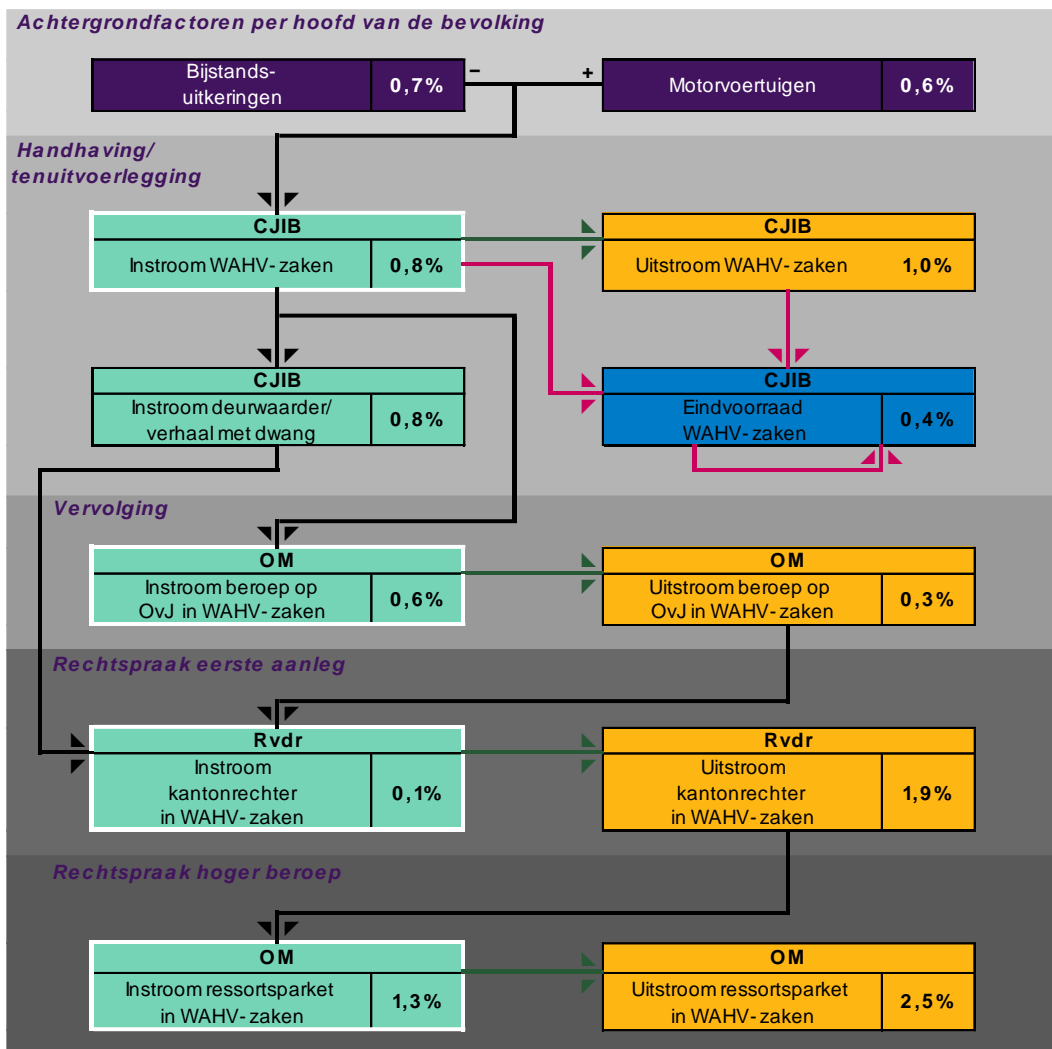 Achtergrondfactoren per hoofd van de bevolking
Bijstands-
uitkeringen
0,7%
–
+
Motorvoertuigen
0,6%
Handhaving/
tenuitvoerlegging
CJIB
Instroom WAHV-zaken
0,8%
CJIB
Uitstroom WAHV-zaken
1,0%
CJIB
Instroom deurwaarder/
verhaal met dwang
0,8%
CJIB
Eindvoorraad
WAHV-zaken
0,4%
Vervolging
OM
Instroom beroep op
OvJ in WAHV-zaken
0,6%
OM
Uitstroom beroep op
OvJ in WAHV-zaken
0,3%
Rechtspraak eerste aanleg
Rvdr
Instroom
kantonrechter
in WAHV-zaken
0,1%
Rvdr
Uitstroom
kantonrechter
in WAHV-zaken
1,9%
Rechtspraak hoger beroep
OM
Instroom ressortsparket
in WAHV-zaken
1,3%
OM
Uitstroom ressortsparket
in WAHV-zaken
2,5%